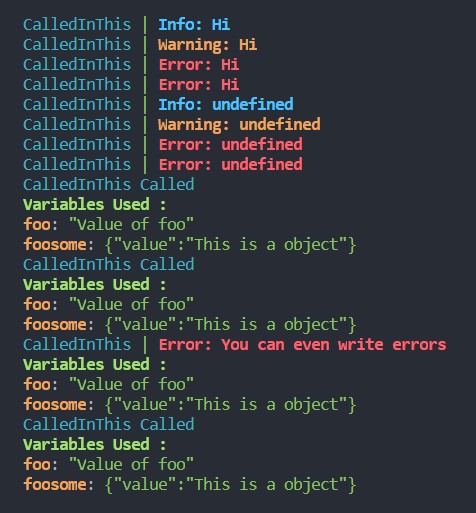 CalledInThis | Info: Hi
CalledInThis | Warning: Hi
CalledInThis | Error: Hi
CalledInThis | Error: Hi
CalledInThis | Info: undefined
CalledInThis | Warning: undefined
CalledInThis | Error: undefined
CalledInThis | Error: undefined
CalledInThis Called
Variables Used :
foo: "Value of foo"
foosome: {"value":"This is a object"}
CalledInThis Called
Variables Used :
foo: "Value of foo"
foosome: {"value":"This is a object"}
CalledInThis | Error: You can even write errors
Variables Used :
foo: "Value of foo"
foosome: {"value":"This is a object"}
CalledInThis Called
Variables Used :
foo: "Value of foo"
foosome: {"value":"This is a object"}